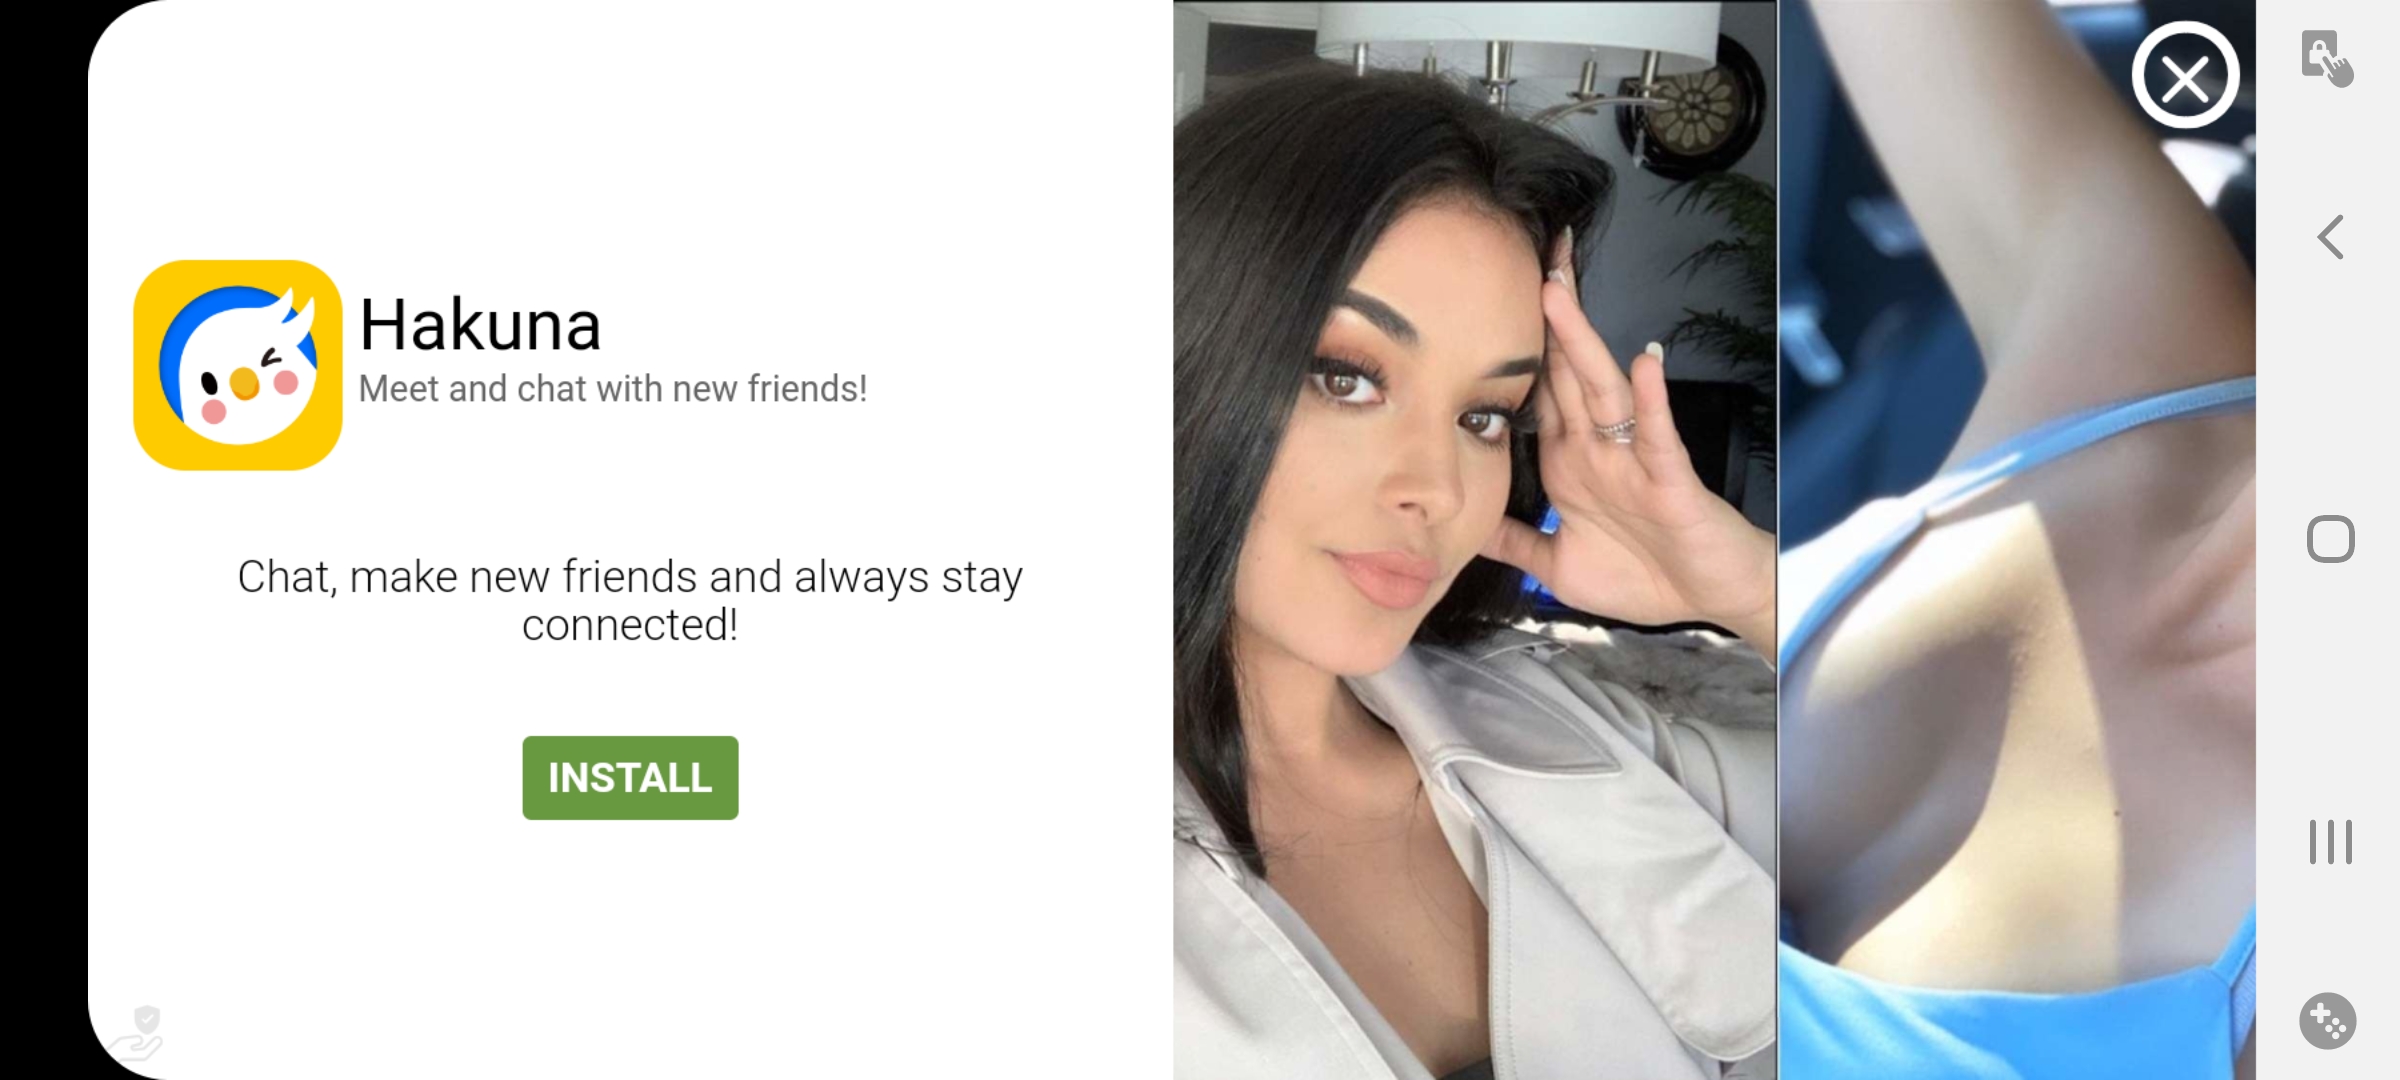 Hakuna
Meet and chat with new friends!
Chat, make new friends and always stay
connected!
INSTALL